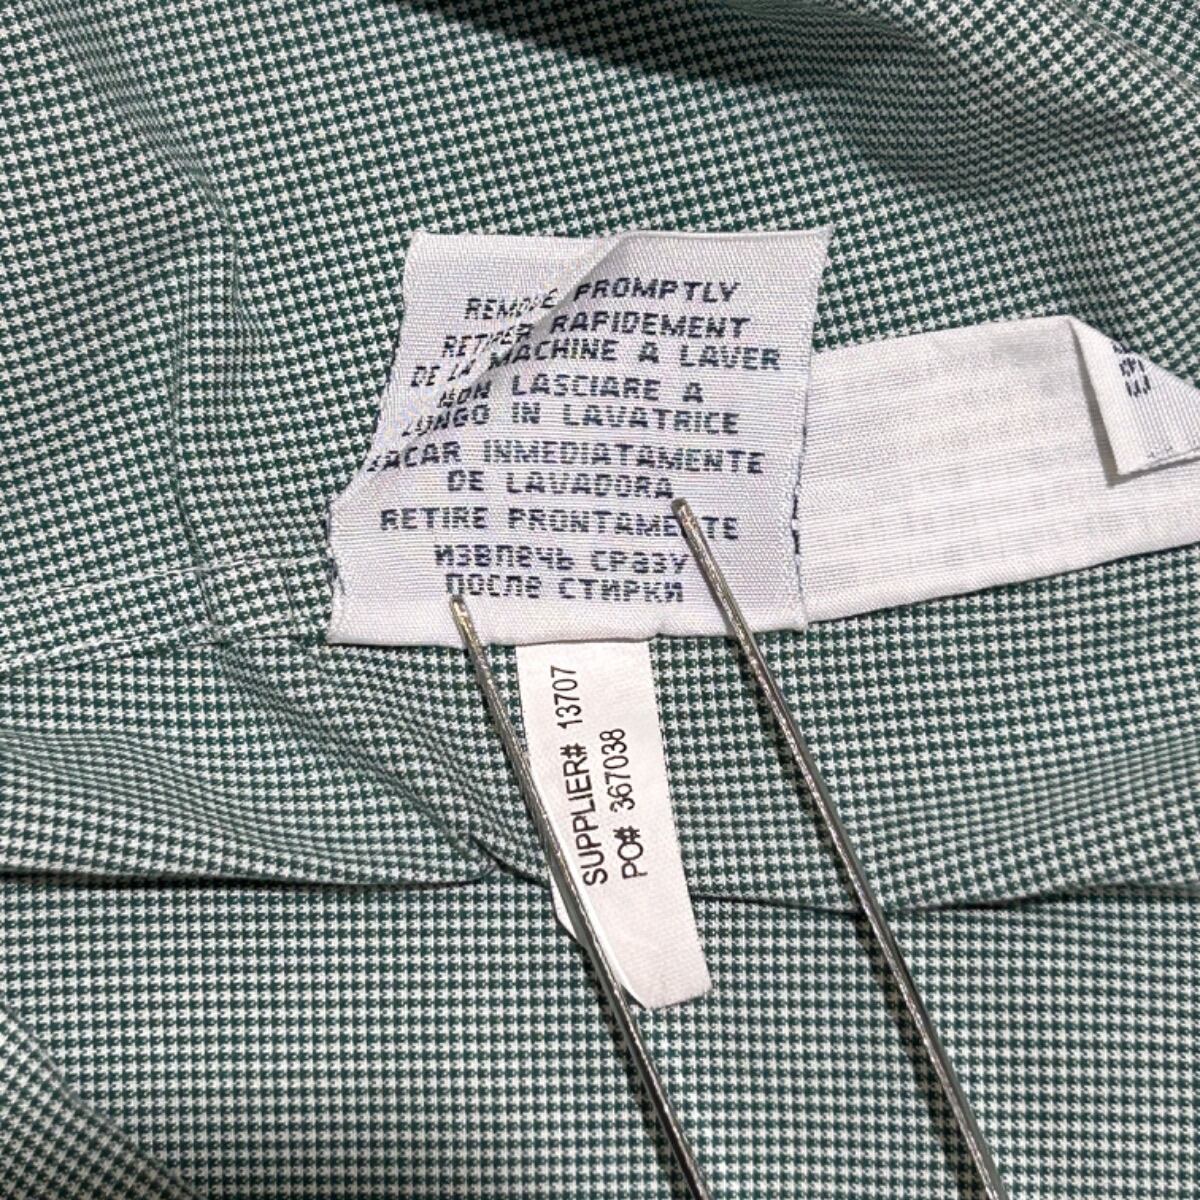 REMOVE PROMPTLY
RETIRER RAPIDEMENT
DE LA MACHINE A LAVER
NON LASCIARE A
LUNGO IN LAVATRICE
SACAR INMEDIATAMENTE
DE LAVADORA
RETIRE PRONTAMENTE
ИЗВЛЕЧЬ СРАЗУ
ПОСЛЕ СТИРКИ
SUPPLIER# 13707
PO# 367038